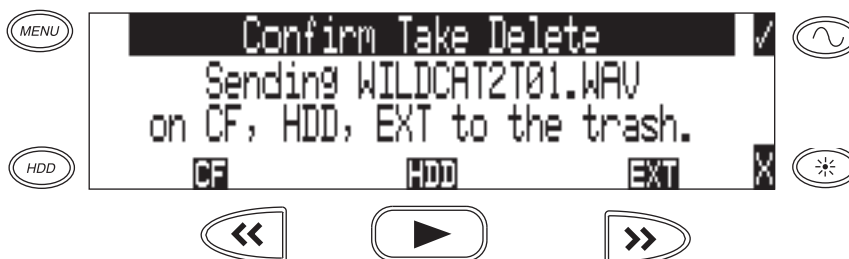 MENU
Confirm Take Delete
Sending WILDCAT2T01.WAV
on CF, HDD, EXT to the trash.
HDD
CF HDD EXT X